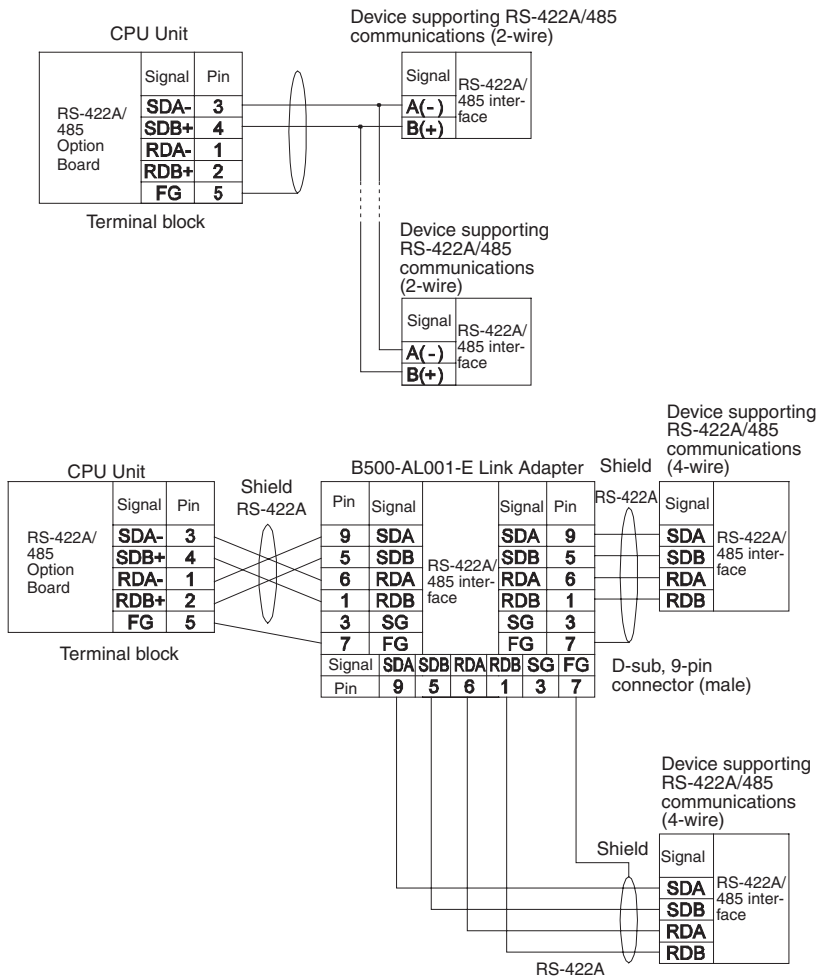 Device supporting RS-422A/485
communications (2-wire)
CPU Unit
Signal Pin
RS-422A/
485
Option
Board
SDA- 3
SDB+ 4
RDA- 1
RDB+ 2
FG 5
Terminal block
Signal
A(-)
B(+)
RS-422A/
485 inter-
face
Device supporting
RS-422A/485
communications
(2-wire)
Signal
A(-)
B(+)
RS-422A/
485 inter-
face
CPU Unit
Signal Pin
RS-422A/
485
Option
Board
SDA- 3
SDB+ 4
RDA- 1
RDB+ 2
FG 5
Terminal block
Shield
RS-422A
B500-AL001-E Link Adapter
Pin Signal
9 SDA
5 SDB
6 RDA
1 RDB
3 SG
7 FG
RS-422A/
485 inter-
face
Signal Pin
SDA 9
SDB 5
RDA 6
RDB 1
SG 3
FG 7
Signal SDA SDB RDA RDB SG FG
Pin 9 5 6 1 3 7
D-sub, 9-pin
connector (male)
Shield
RS-422A
Device supporting
RS-422A/485
communications
(4-wire)
Signal
SDA
SDB
RDA
RDB
RS-422A/
485 inter-
face
Device supporting
RS-422A/485
communications
(4-wire)
Shield
Signal
SDA
SDB
RDA
RDB
RS-422A/
485 inter-
face
RS-422A